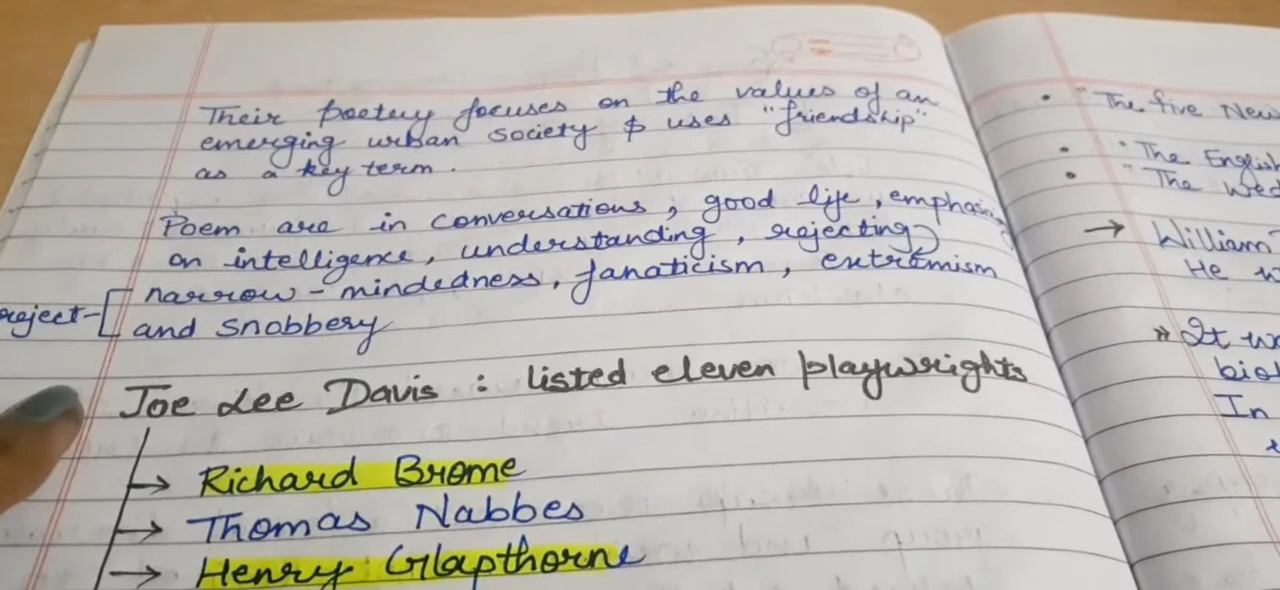 Their poetry focuses on the values of an
emerging urban society & uses "friendship"
as a key term.
Poem are in conversations, good life, emphasizing
on intelligence, understanding, rejecting
narrow-mindedness, fanaticism, extremism
reject-[ and snobbery
Joe Lee Davis : listed eleven playwrights
→ Richard Brome
→ Thomas Nabbes
→ Henry Glapthorne
• "The five New
• "The English
• "The
→ William
He
» It
In